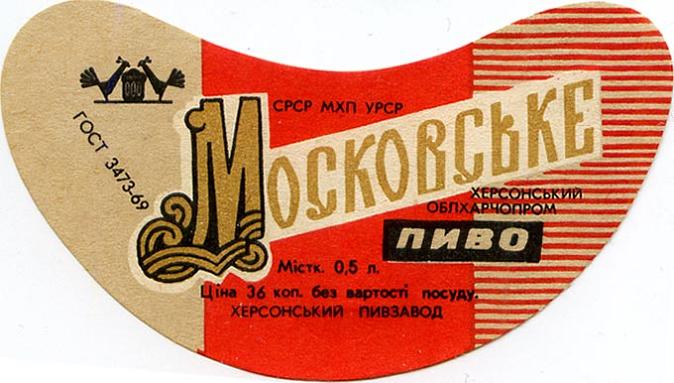 СРСР МХП УРСР
ГОСТ 3473-69
Московське
ХЕРСОНСЬКИЙ
ОБЛХАРЧОПРОМ
ПИВО
Містк. 0,5 л.
Ціна 36 коп. без вартості посуду.
ХЕРСОНСЬКИЙ ПИВЗАВОД